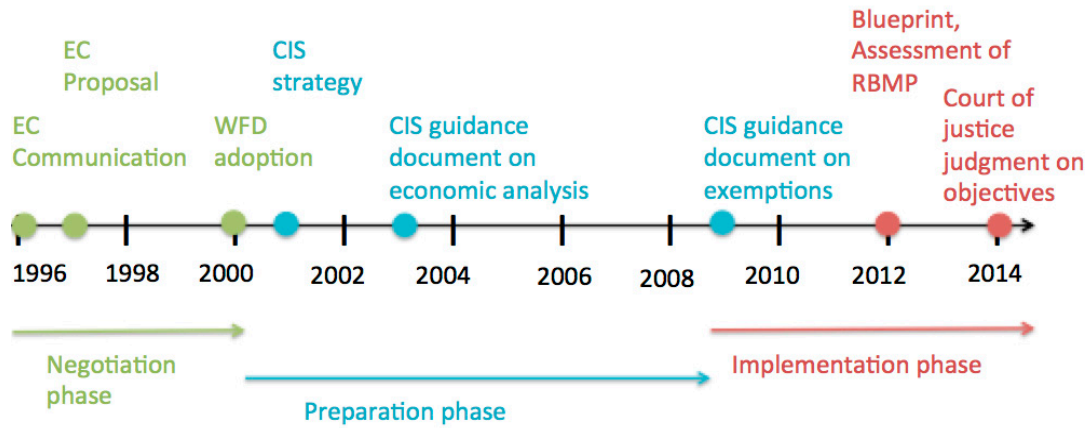 EC
Proposal
CIS
strategy
Blueprint,
Assessment of
RBMP
EC
Communication
WFD
adoption
CIS guidance
document on
economic analysis
CIS guidance
document on
exemptions
Court of
justice
judgment on
objectives
1996
1998
2000
2002
2004
2006
2008
2010
2012
2014
Negotiation
phase
Preparation phase
Implementation phase